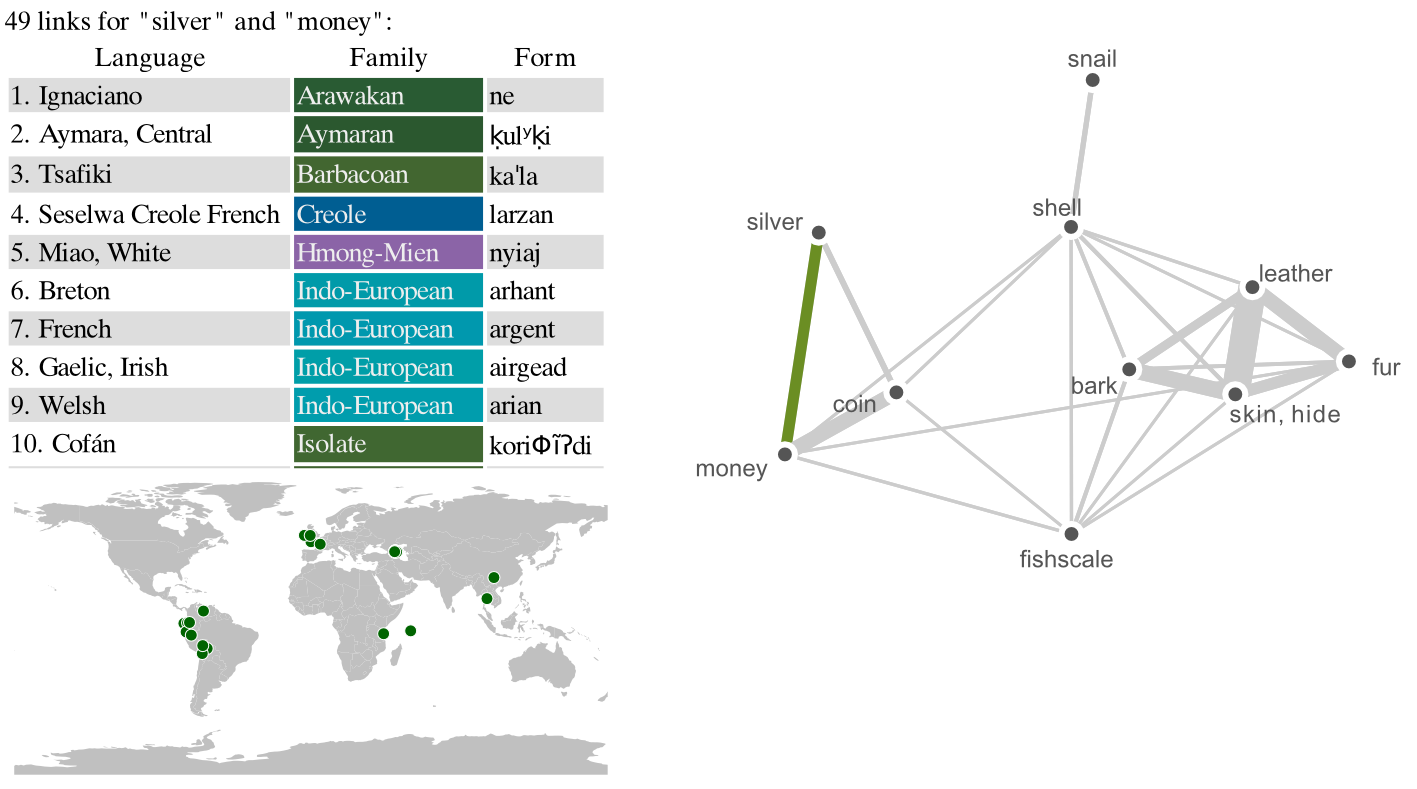 49 links for "silver" and "money":
Language Family Form
1. Ignaciano Arawakan ne
2. Aymara, Central Aymaran ḳulʸḳi
3. Tsafiki Barbacoan ka'la
4. Seselwa Creole French Creole larzan
5. Miao, White Hmong-Mien nyiaj
6. Breton Indo-European arhant
7. French Indo-European argent
8. Gaelic, Irish Indo-European airgead
9. Welsh Indo-European arian
10. Cofán Isolate koriΦĩʔdi
snail
shell
silver
leather
fur
bark
coin
skin, hide
money
fishscale